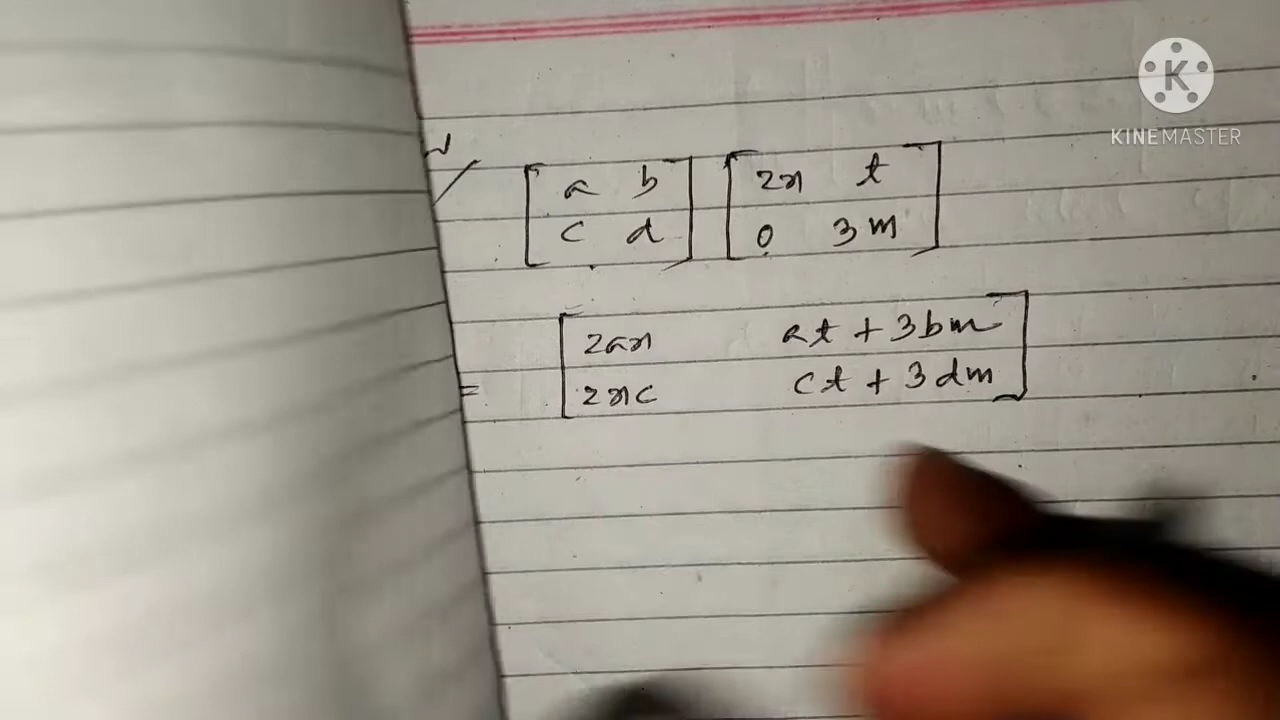 K
KINEMASTER
[a b] [2x t]
[c d] [0 3m]
[2ax at + 3bm]
= [2xc ct + 3dm]